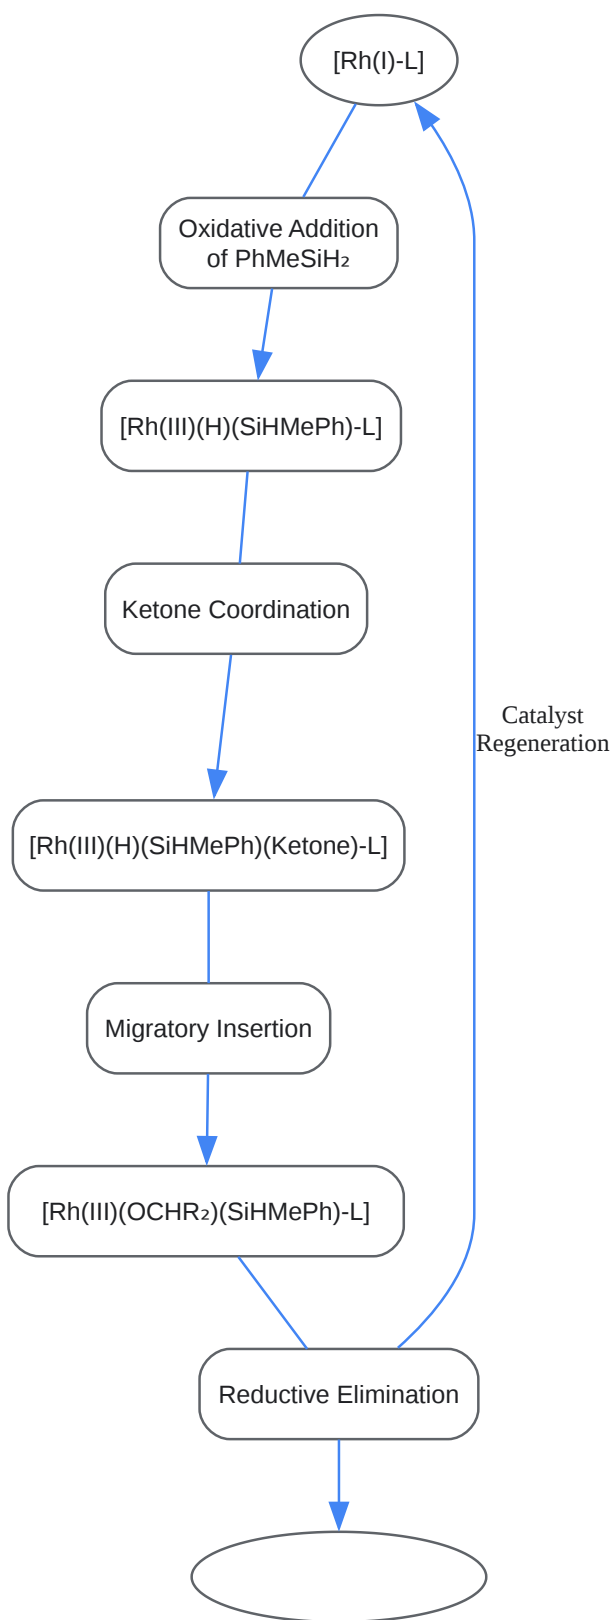 [Rh(I)-L]
Oxidative Addition
of PhMeSiH₂
[Rh(III)(H)(SiHMePh)-L]
Ketone Coordination
Catalyst
Regeneration
[Rh(III)(H)(SiHMePh)(Ketone)-L]
Migratory Insertion
[Rh(III)(OCHR₂)(SiHMePh)-L]
Reductive Elimination